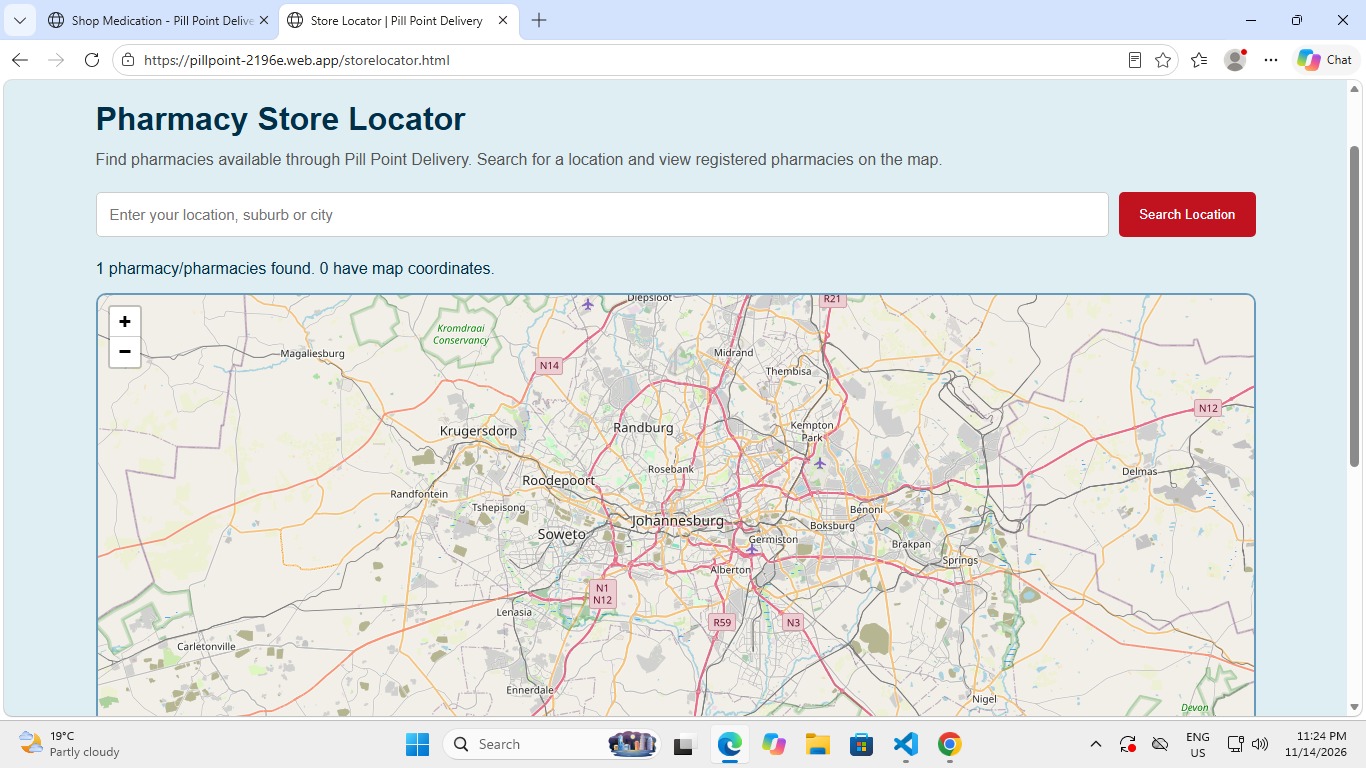 Shop Medication - Pill Point Delive
Store Locator | Pill Point Delivery
https://pillpoint-2196e.web.app/storelocator.html
Chat
Pharmacy Store Locator
Find pharmacies available through Pill Point Delivery. Search for a location and view registered pharmacies on the map.
Enter your location, suburb or city
Search Location
1 pharmacy/pharmacies found. 0 have map coordinates.
+
−
Diepsloot
R21
Kromdraai
Conservancy
Magaliesburg
Midrand
N14
Thembisa
N12
Krugersdorp
Randburg
Kempton
Park
Rosebank
Delmas
Roodepoort
Randfontein
Tshepisong
Benoni
Johannesburg
Boksburg
Soweto
Germiston
Brakpan
Springs
Alberton
N1
N12
Lenasia
R59
N3
Carletonville
Ennerdale
Nigel
Devon
19°C
Partly cloudy
Search
ENG
US
11:24 PM
11/14/2026